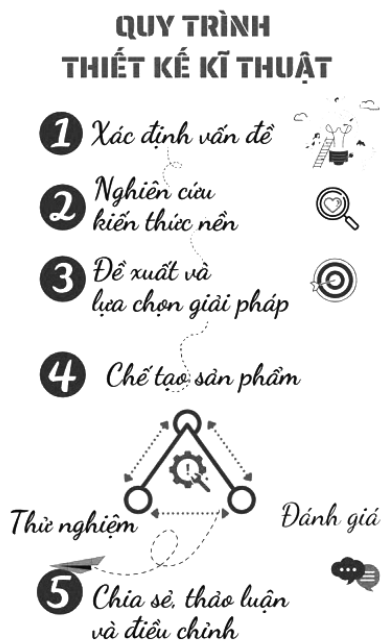 QUY TRÌNH
THIẾT KẾ KĨ THUẬT
1 Xác định vấn đề
2 Nghiên cứu
kiến thức nền
3 Đề xuất và
lựa chọn giải pháp
4 Chế tạo sản phẩm
Thử nghiệm
Đánh giá
5 Chia sẻ, thảo luận
và điều chỉnh